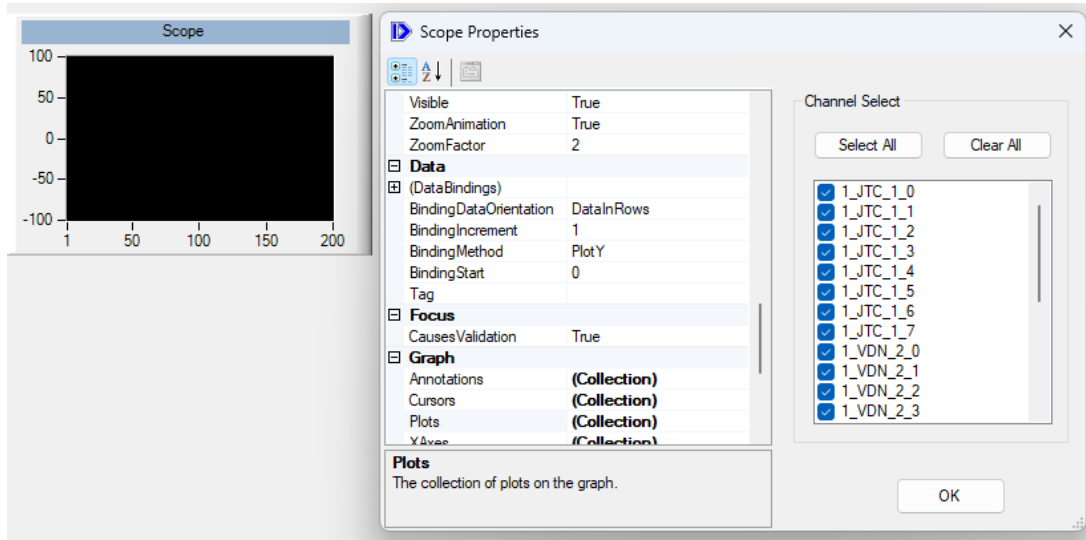 Scope
100
50
0
-50
-100
1 50 100 150 200
Scope Properties
A
Z
Visible True
ZoomAnimation True
ZoomFactor 2
Data
(DataBindings)
BindingDataOrientation DataInRows
BindingIncrement 1
BindingMethod PlotY
BindingStart 0
Tag
Focus
CausesValidation True
Graph
Annotations (Collection)
Cursors (Collection)
Plots (Collection)
XAxes (Collection)
Plots
The collection of plots on the graph.
Channel Select
Select All Clear All
1_JTC_1_0
1_JTC_1_1
1_JTC_1_2
1_JTC_1_3
1_JTC_1_4
1_JTC_1_5
1_JTC_1_6
1_JTC_1_7
1_VDN_2_0
1_VDN_2_1
1_VDN_2_2
1_VDN_2_3
OK